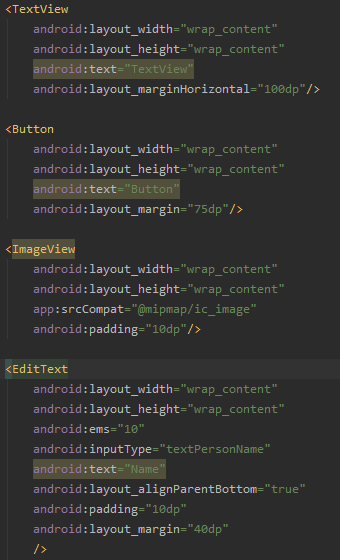 <TextView
android:layout_width="wrap_content"
android:layout_height="wrap_content"
android:text="TextView"
android:layout_marginHorizontal="100dp"/>
<Button
android:layout_width="wrap_content"
android:layout_height="wrap_content"
android:text="Button"
android:layout_margin="75dp"/>
<ImageView
android:layout_width="wrap_content"
android:layout_height="wrap_content"
app:srcCompat="@mipmap/ic_image"
android:padding="10dp"/>
<EditText
android:layout_width="wrap_content"
android:layout_height="wrap_content"
android:ems="10"
android:inputType="textPersonName"
android:text="Name"
android:layout_alignParentBottom="true"
android:padding="10dp"
android:layout_margin="40dp"
/>